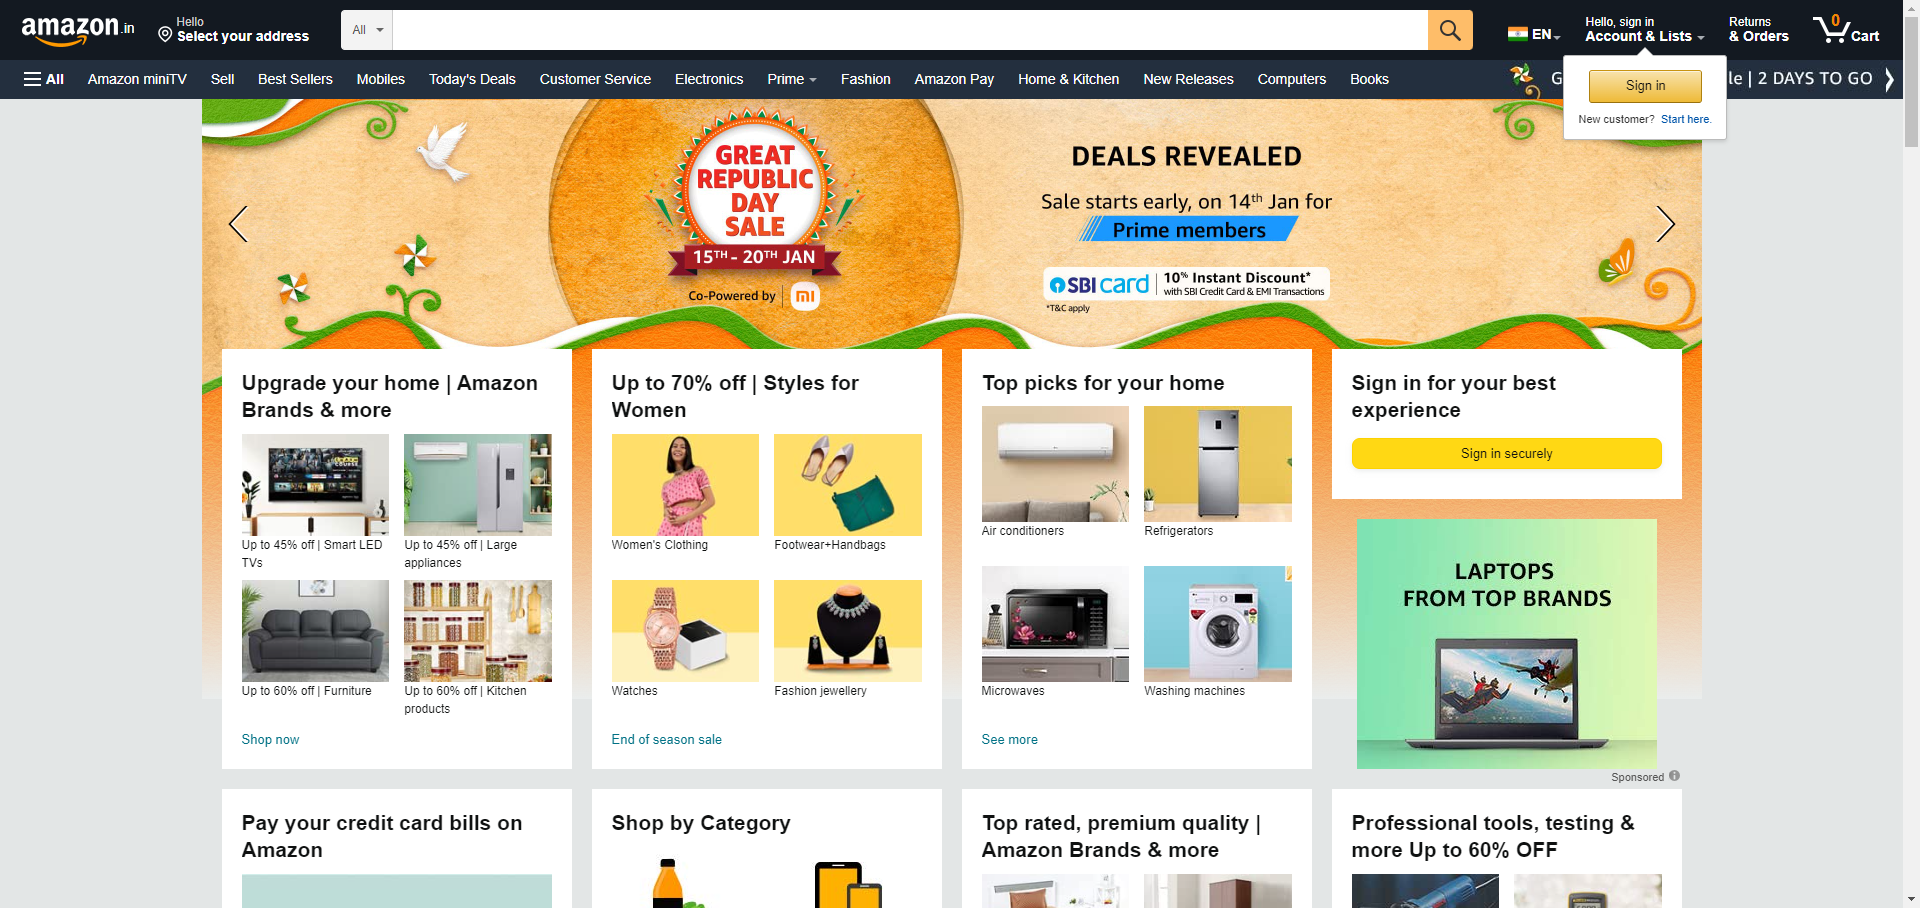 amazon.in
Hello
Select your address
All
EN
Hello, sign in
Account & Lists
Returns
& Orders
0
Cart
All
Amazon miniTV
Sell
Best Sellers
Mobiles
Today's Deals
Customer Service
Electronics
Prime
Fashion
Amazon Pay
Home & Kitchen
New Releases
Computers
Books
G
le | 2 DAYS TO GO
Sign in
New customer? Start here.
GREAT
REPUBLIC
DAY
SALE
15TH - 20TH JAN
Co-Powered by
mi
DEALS REVEALED
Sale starts early, on 14th Jan for
Prime members
SBI card
10% Instant Discount*
with SBI Credit Card & EMI Transactions
*T&C apply
Upgrade your home | Amazon
Brands & more
Up to 45% off | Smart LED
TVs
Up to 45% off | Large
appliances
Up to 60% off | Furniture
Up to 60% off | Kitchen
products
Shop now
Up to 70% off | Styles for
Women
Women's Clothing
Footwear+Handbags
Watches
Fashion jewellery
End of season sale
Top picks for your home
Air conditioners
Refrigerators
Microwaves
Washing machines
See more
Sign in for your best
experience
Sign in securely
LAPTOPS
FROM TOP BRANDS
Sponsored
Pay your credit card bills on
Amazon
Shop by Category
Top rated, premium quality |
Amazon Brands & more
Professional tools, testing &
more Up to 60% OFF